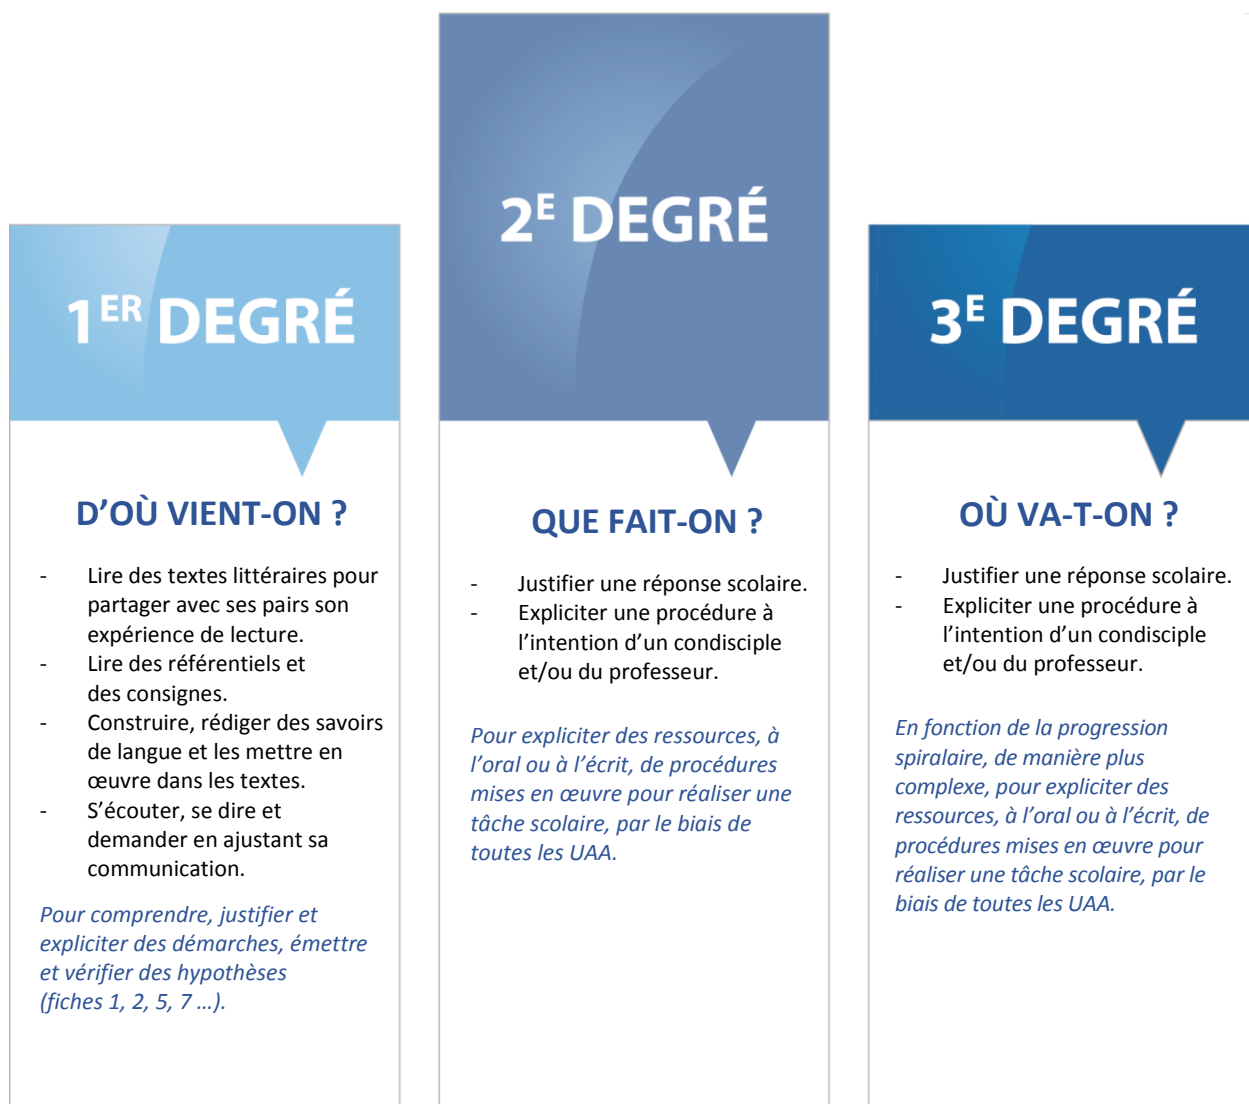 1ER DEGRÉ
D’OÙ VIENT-ON ?
- Lire des textes littéraires pour
partager avec ses pairs son
expérience de lecture.
- Lire des référentiels et
des consignes.
- Construire, rédiger des savoirs
de langue et les mettre en
œuvre dans les textes.
- S’écouter, se dire et
demander en ajustant sa
communication.
Pour comprendre, justifier et
expliciter des démarches, émettre
et vérifier des hypothèses
(fiches 1, 2, 5, 7 …).
2E DEGRÉ
QUE FAIT-ON ?
- Justifier une réponse scolaire.
- Expliciter une procédure à
l’intention d’un condisciple
et/ou du professeur.
Pour expliciter des ressources, à
l’oral ou à l’écrit, de procédures
mises en œuvre pour réaliser une
tâche scolaire, par le biais de
toutes les UAA.
3E DEGRÉ
OÙ VA-T-ON ?
- Justifier une réponse scolaire.
- Expliciter une procédure à
l’intention d’un condisciple
et/ou du professeur.
En fonction de la progression
spiralaire, de manière plus
complexe, pour expliciter des
ressources, à l’oral ou à l’écrit, de
procédures mises en œuvre pour
réaliser une tâche scolaire, par le
biais de toutes les UAA.